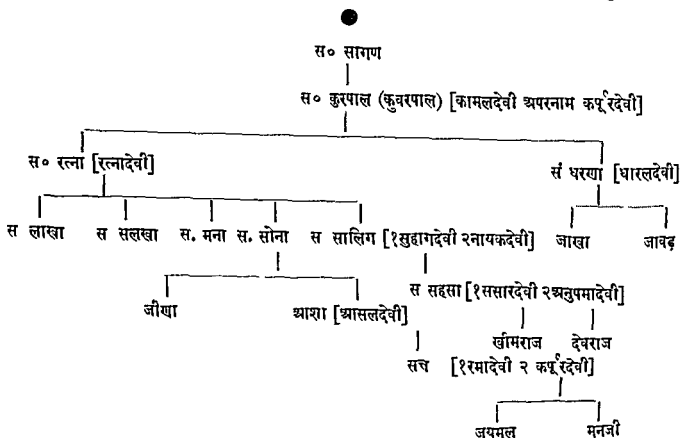 स० सागण
स० कुरपाल (कुवरपाल) [कामलदेवी अपरनाम कर्पूरदेवी]
स० रत्ना [रत्नादेवी] सं धरणा [धारलदेवी]
स लाखा स सलखा स. मना स. सोना स सालिग [१सुहागदेवी २नायकदेवी] जाखा जावढ़
स सहसा [१ससारदेवी २अनुपमादेवी]
जीणा आशा [आसलदेवी]
खीमराज देवराज
सच [१रमादेवी २ कर्पूरदेवी]
जयमल मनजी